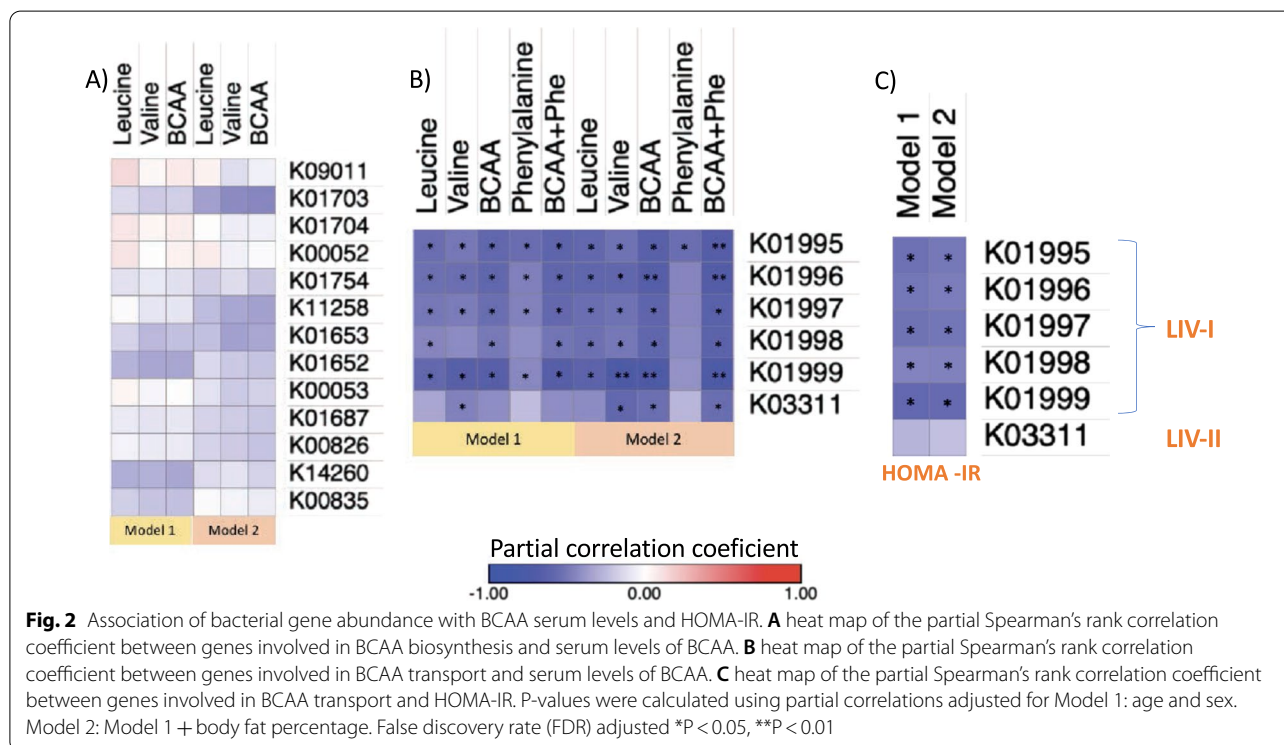 A)
Leucine
Valine
BCAA
Leucine
Valine
BCAA
K09011
K01703
K01704
K00052
K01754
K11258
K01653
K01652
K00053
K01687
K00826
K14260
K00835
Model 1 Model 2
B)
Leucine
Valine
BCAA
Phenylalanine
BCAA+Phe
Leucine
Valine
BCAA
Phenylalanine
BCAA+Phe
* * * * * * * * * ** K01995
* * * * * * * ** ** K01996
* * * * * * * * * K01997
* * * * * * * K01998
* * * * * * ** ** ** K01999
* * * * K03311
Model 1 Model 2
C)
Model 1
Model 2
* * K01995
* * K01996
* * K01997
* * K01998
* * K01999
K03311
LIV-I
LIV-II
HOMA -IR
Partial correlation coeficient
-1.00 0.00 1.00
Fig. 2 Association of bacterial gene abundance with BCAA serum levels and HOMA-IR. A heat map of the partial Spearman's rank correlation
coefficient between genes involved in BCAA biosynthesis and serum levels of BCAA. B heat map of the partial Spearman's rank correlation
coefficient between genes involved in BCAA transport and serum levels of BCAA. C heat map of the partial Spearman's rank correlation coefficient
between genes involved in BCAA transport and HOMA-IR. P-values were calculated using partial correlations adjusted for Model 1: age and sex.
Model 2: Model 1 + body fat percentage. False discovery rate (FDR) adjusted *P < 0.05, **P < 0.01